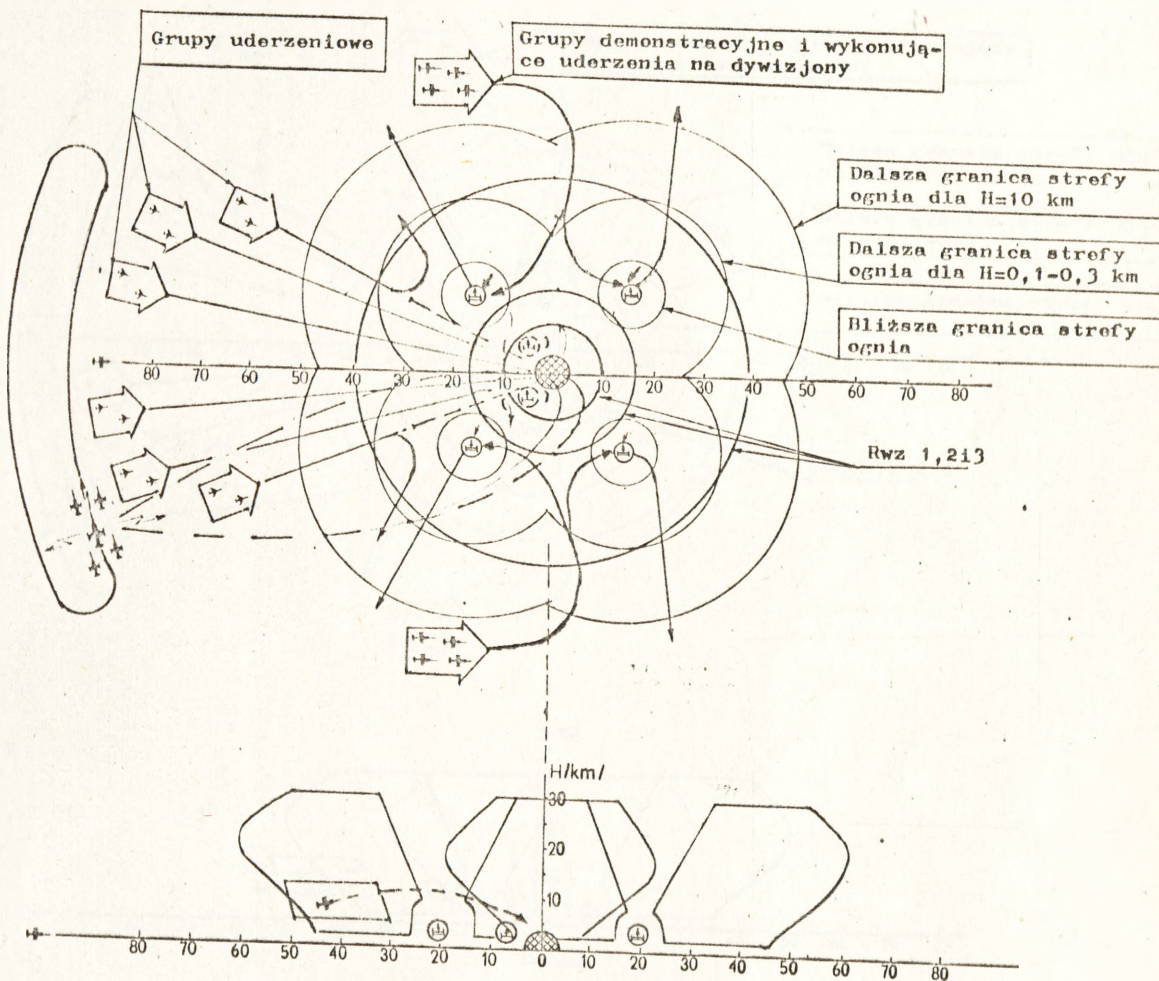 Grupy uderzeniowe
Grupy demonstracyjne i wykonują-
ce uderzenia na dywizjony
Dalsza granica strefy
ognia dla H=10 km
Dalsza granica strefy
ognia dla H=0,1-0,3 km
Bliższa granica strefy
ognia
80 70 60 50 40 30 20 10 10 20 30 40 50 60 70 80
Rwz 1,2i3
H/km/
30
20
10
80 70 60 50 40 30 20 10 0 10 20 30 40 50 60 70 80